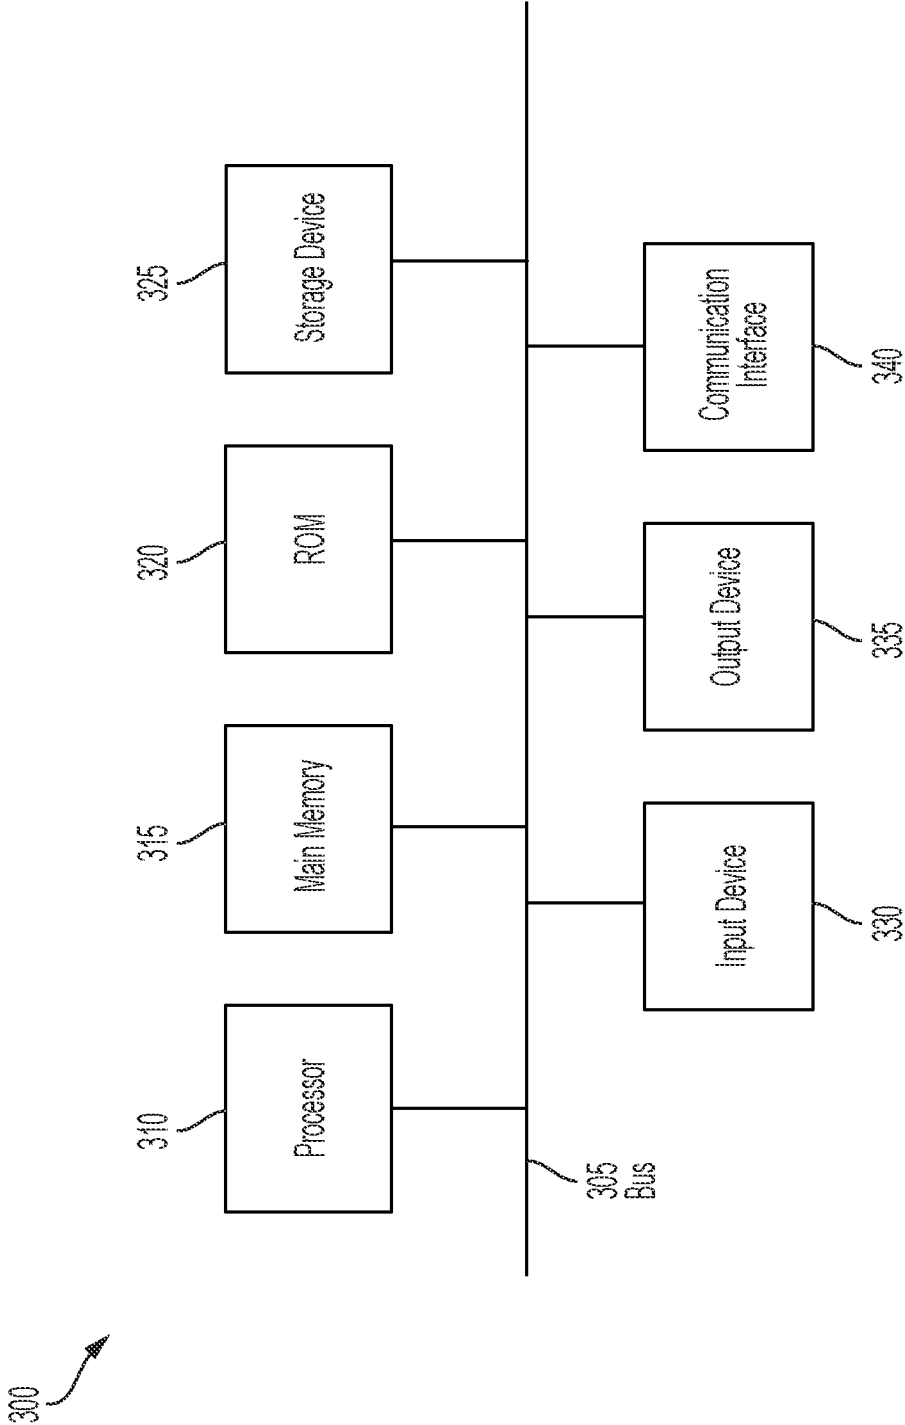 300
310
Processor
315
Main Memory
320
ROM
325
Storage Device
305
Bus
Input Device
330
Output Device
335
Communication
Interface
340